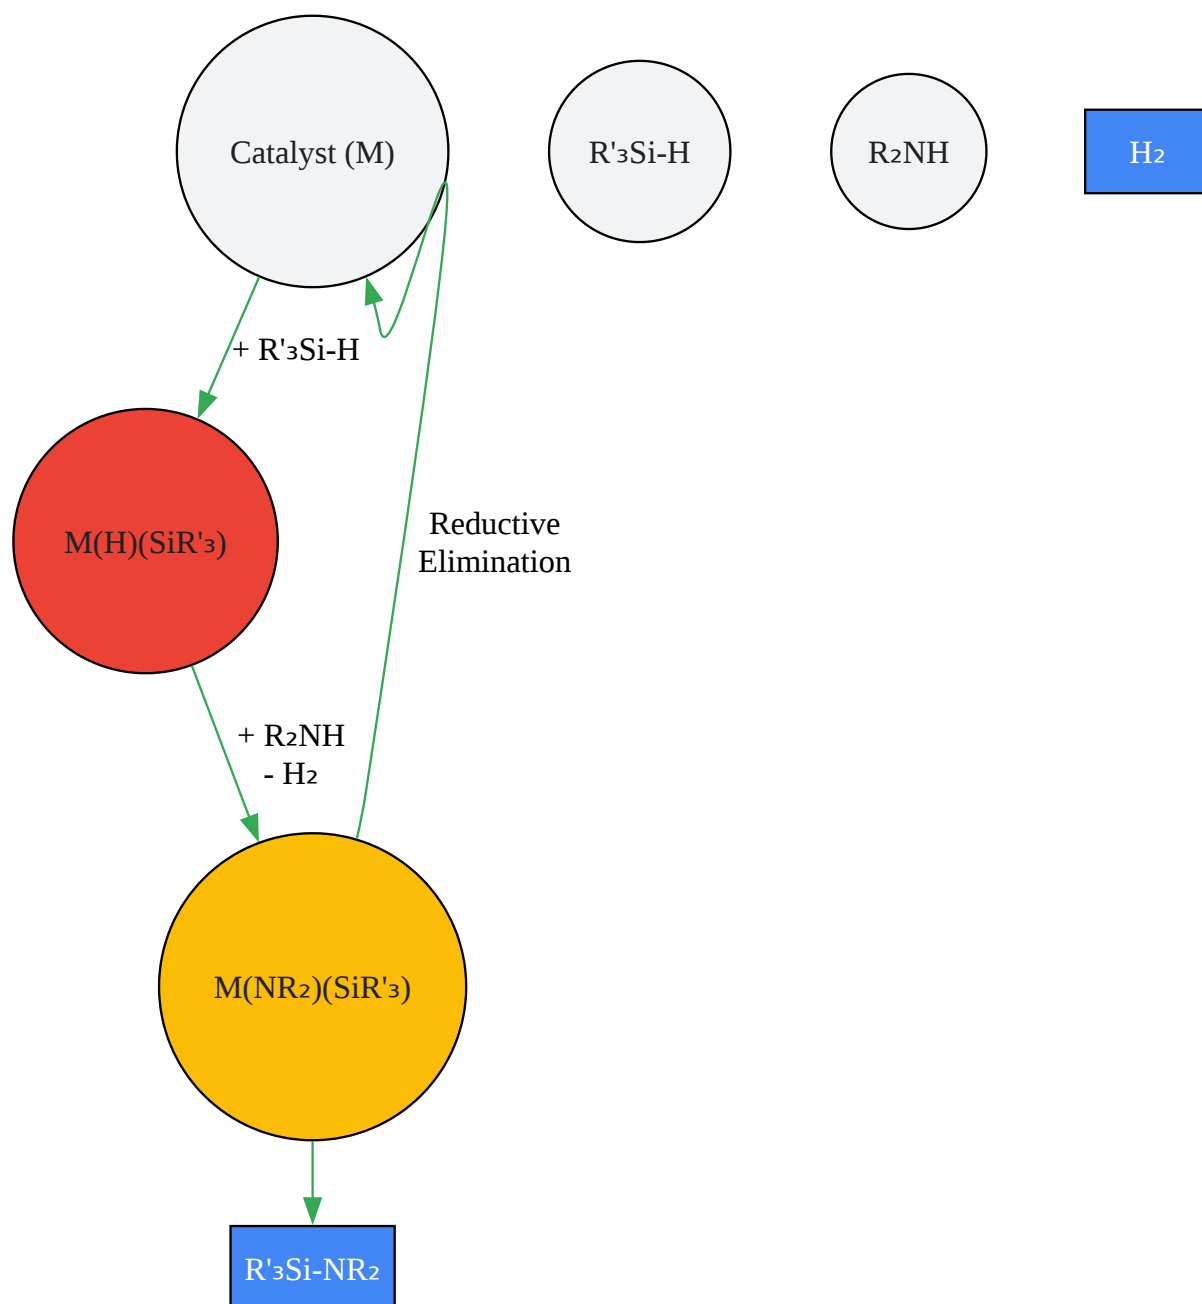 Catalyst (M)
R'₃Si-H
R₂NH
H₂
+ R'₃Si-H
M(H)(SiR'₃)
Reductive
Elimination
+ R₂NH
- H₂
M(NR₂)(SiR'₃)
R'₃Si-NR₂